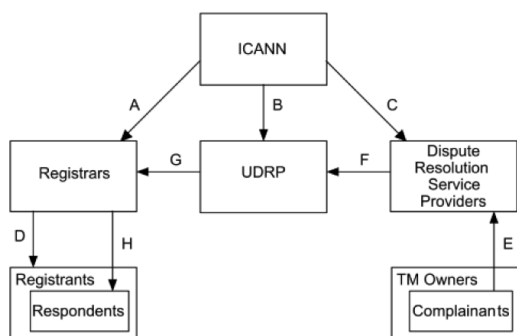 ICANN
A
B
C
Registrars
G
UDRP
F
Dispute
Resolution
Service
Providers
D
H
E
Registrants
Respondents
TM Owners
Complainants